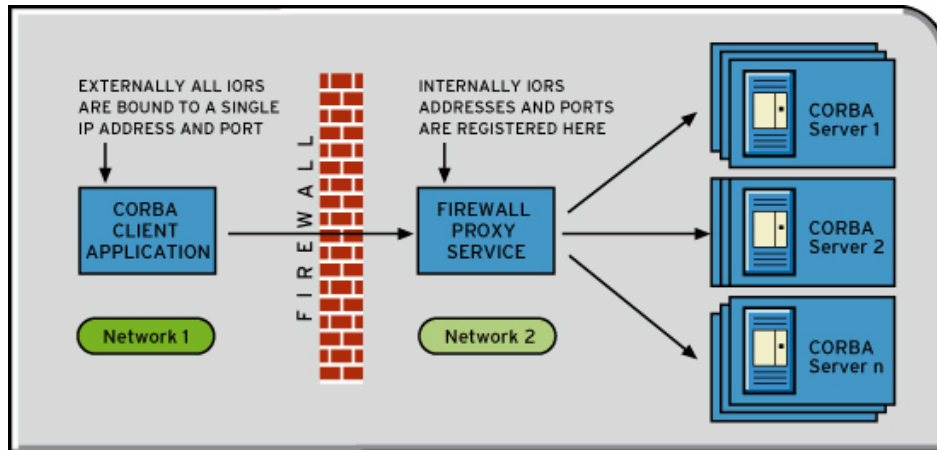 EXTERNALLY ALL IORS
ARE BOUND TO A SINGLE
IP ADDRESS AND PORT
CORBA
CLIENT
APPLICATION
Network 1
FIREWALL
INTERNALLY IORS
ADDRESSES AND PORTS
ARE REGISTERED HERE
FIREWALL
PROXY
SERVICE
Network 2
CORBA
Server 1
CORBA
Server 2
CORBA
Server n